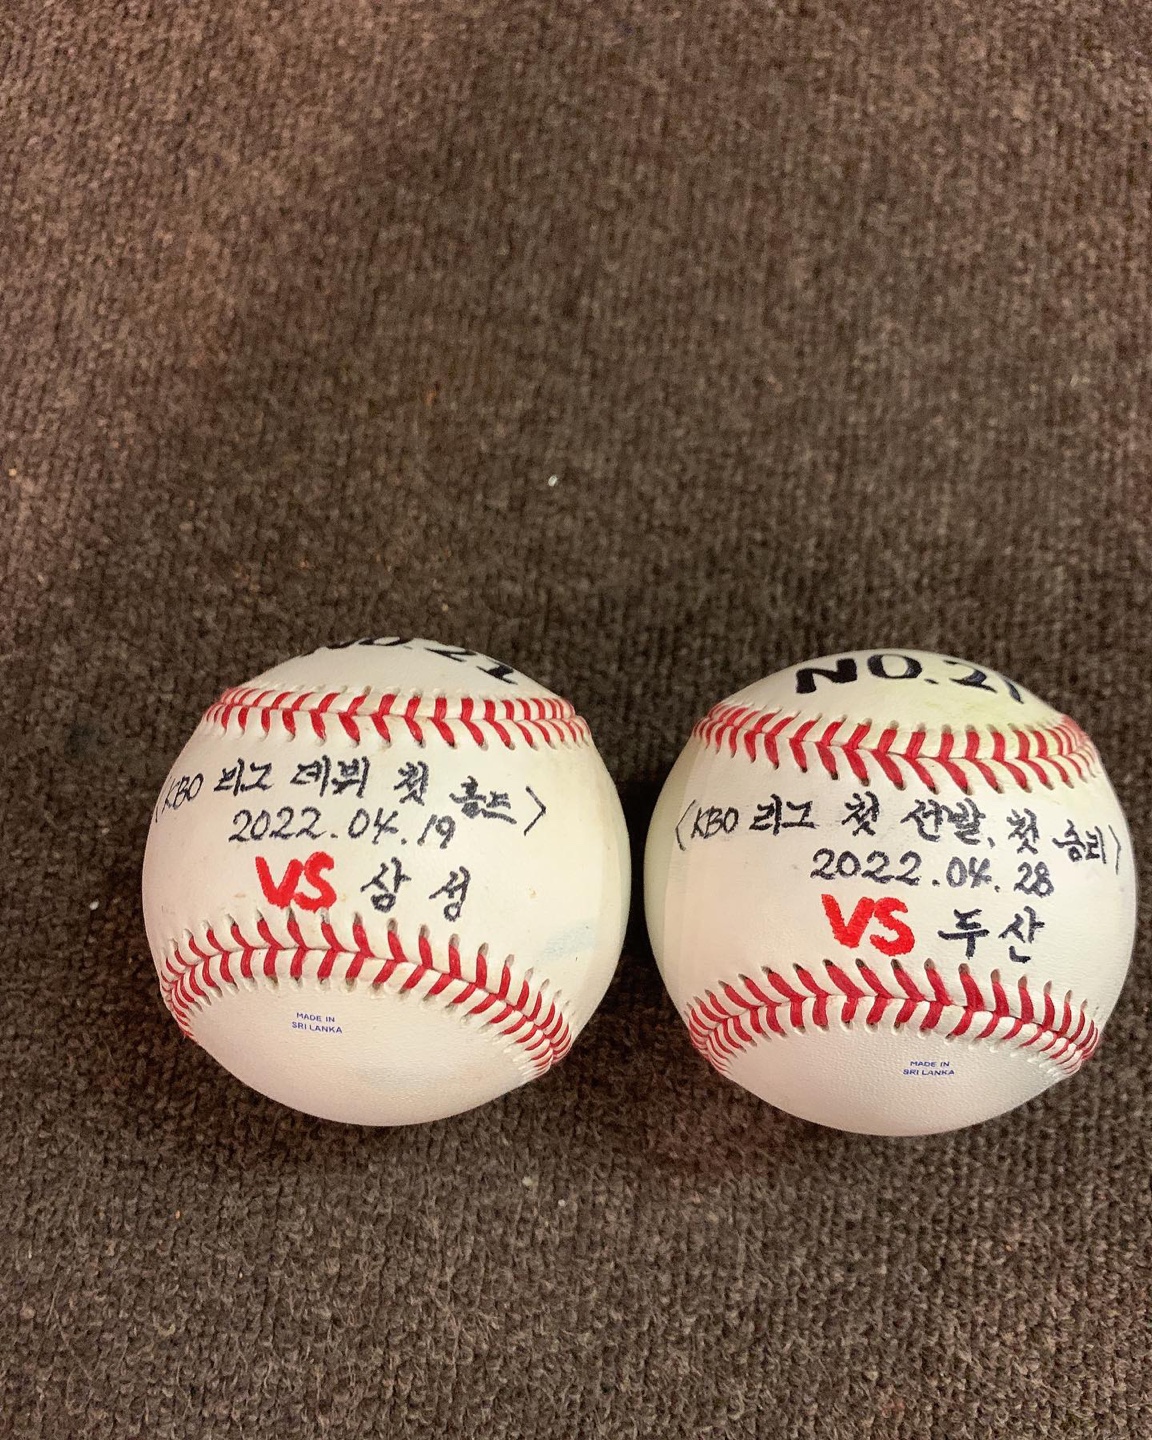 NO.21
〈KBO 리그 데뷔 첫 홀드〉
2022.04.19
VS 삼성
MADE IN
SRI LANKA
NO.21
〈KBO 리그 첫 선발, 첫 승리〉
2022.04.28
VS 두산
MADE IN
SRI LANKA